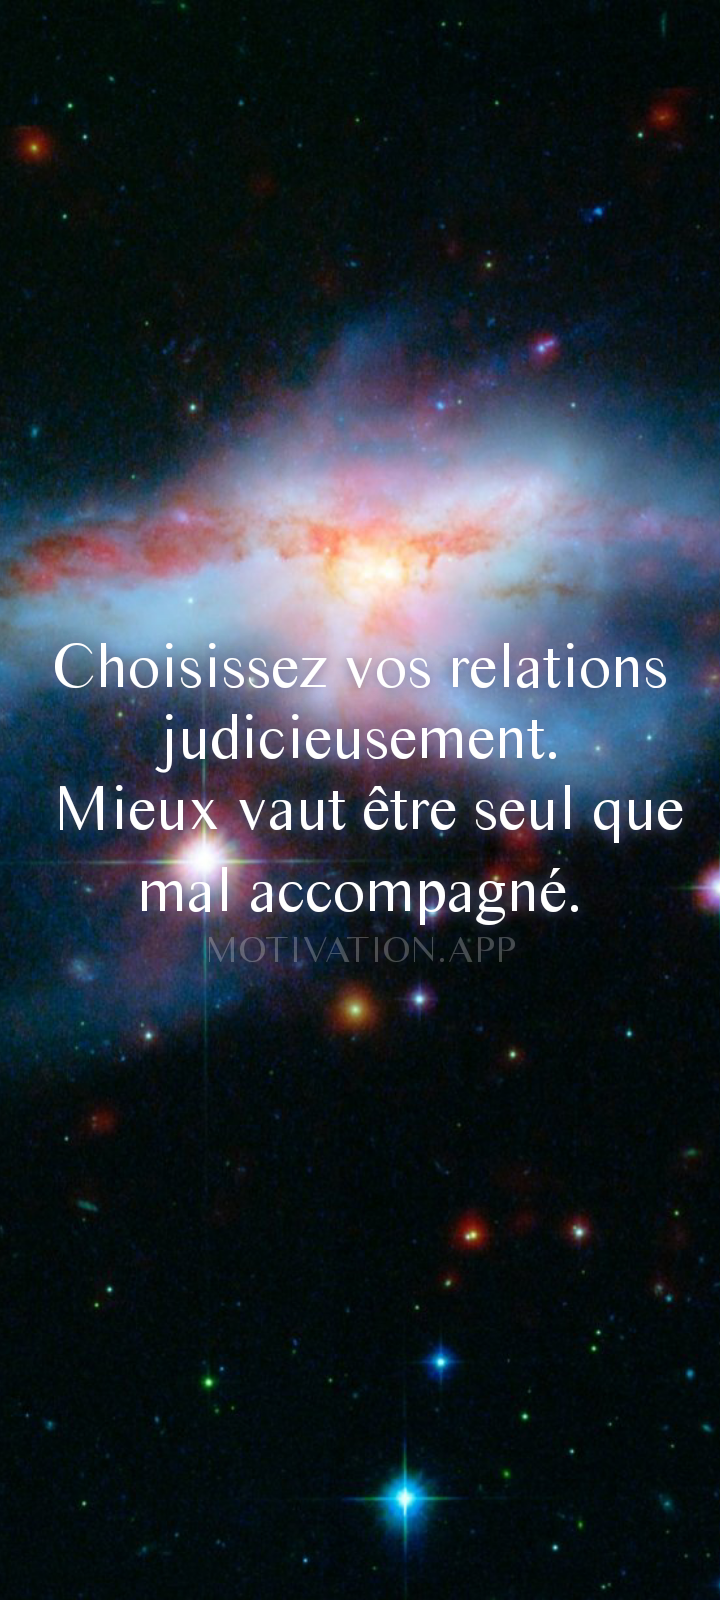 Choisissez vos relations
judicieusement.
Mieux vaut être seul que
mal accompagné.
MOTIVATION.APP